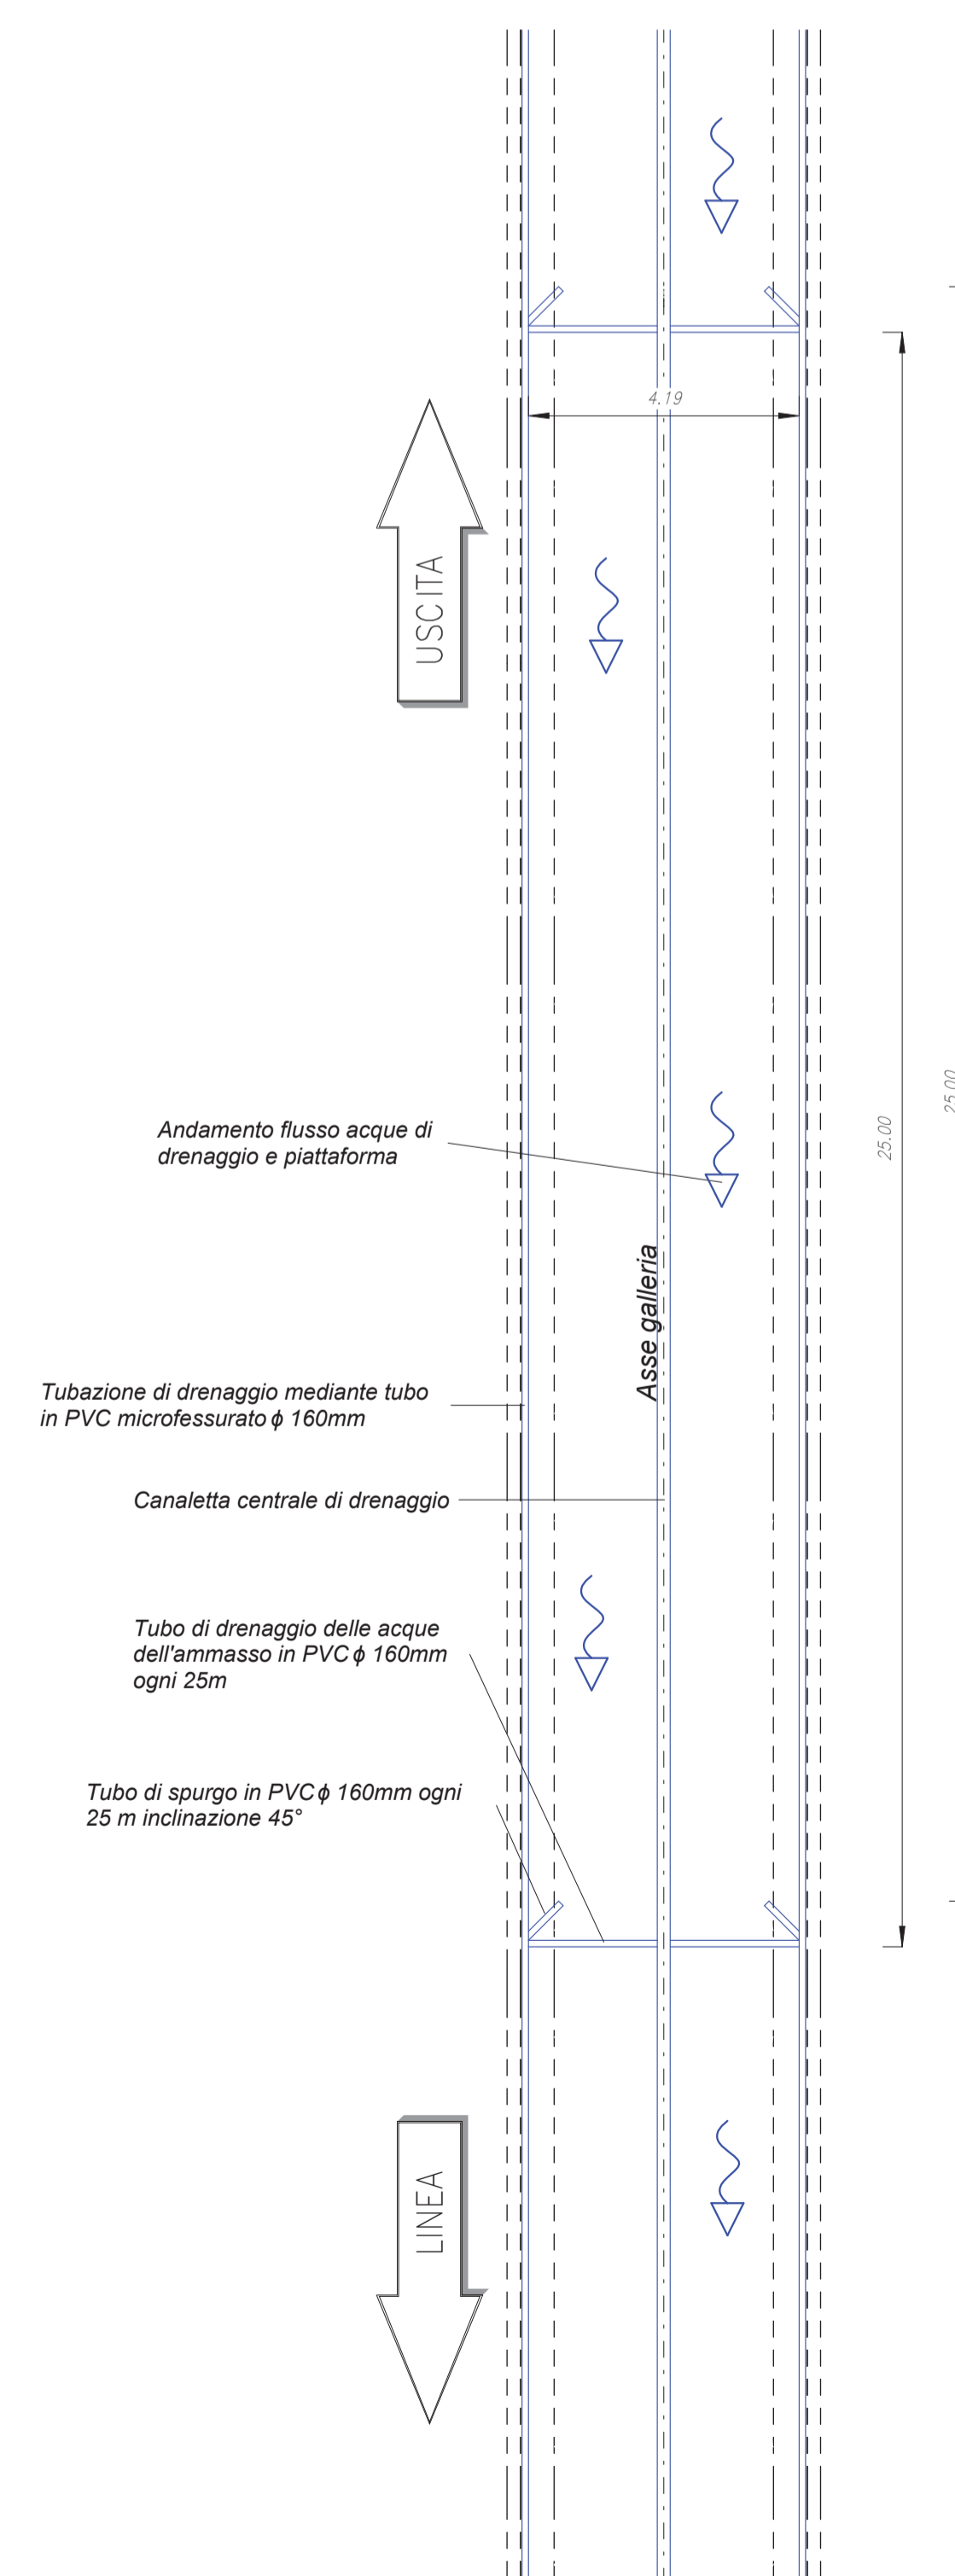 4.19
USCITA
25.00
25.00
Andamento flusso acque di
drenaggio e piattaforma
Asse galleria
Tubazione di drenaggio mediante tubo
in PVC microfessurato ϕ 160mm
Canaletta centrale di drenaggio
Tubo di drenaggio delle acque
dell'ammasso in PVC ϕ 160mm
ogni 25m
Tubo di spurgo in PVC ϕ 160mm ogni
25 m inclinazione 45°
LINEA